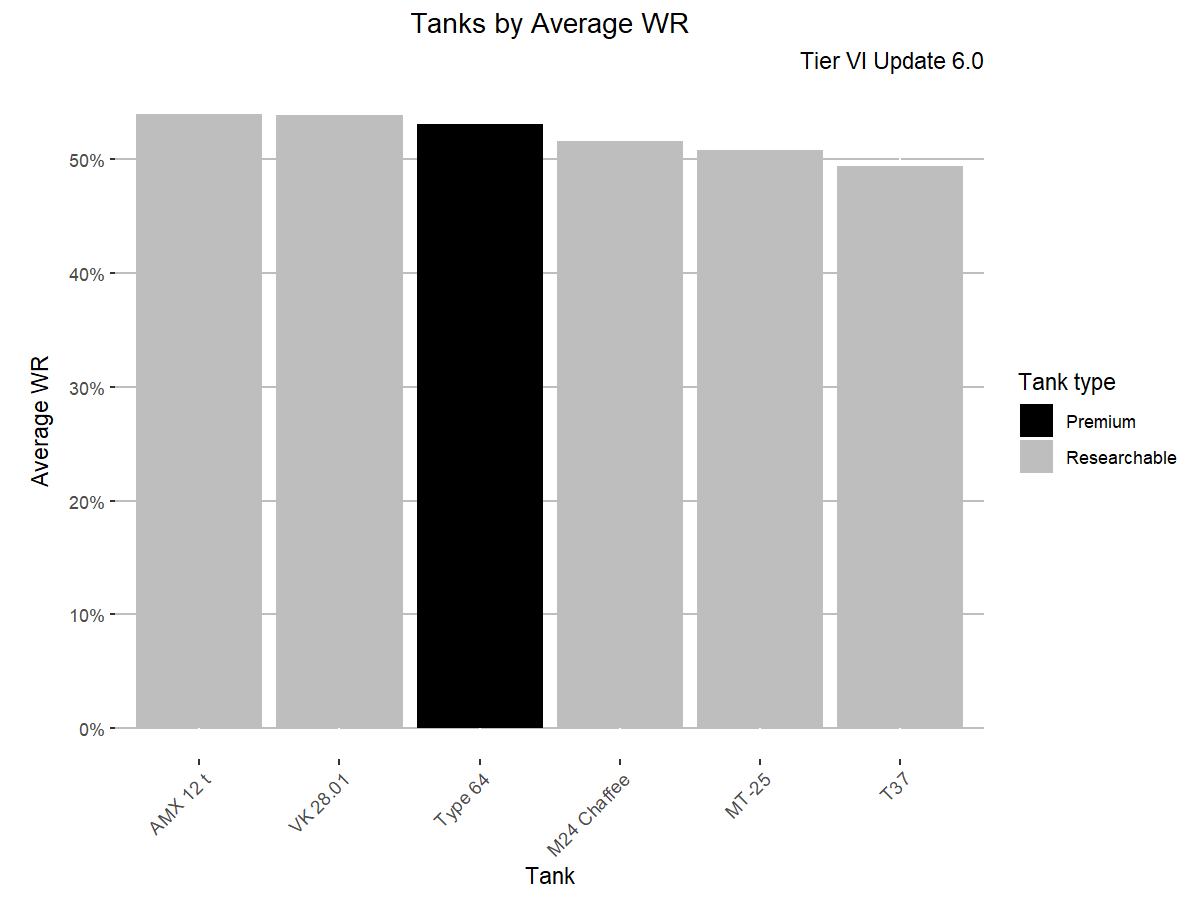 Tanks by Average WR
Tier VI Update 6.0
Average WR
50%
40%
30%
20%
10%
0%
AMX 12 t
VK 28.01
Type 64
M24 Chaffee
MT-25
T37
Tank
Tank type
Premium
Researchable